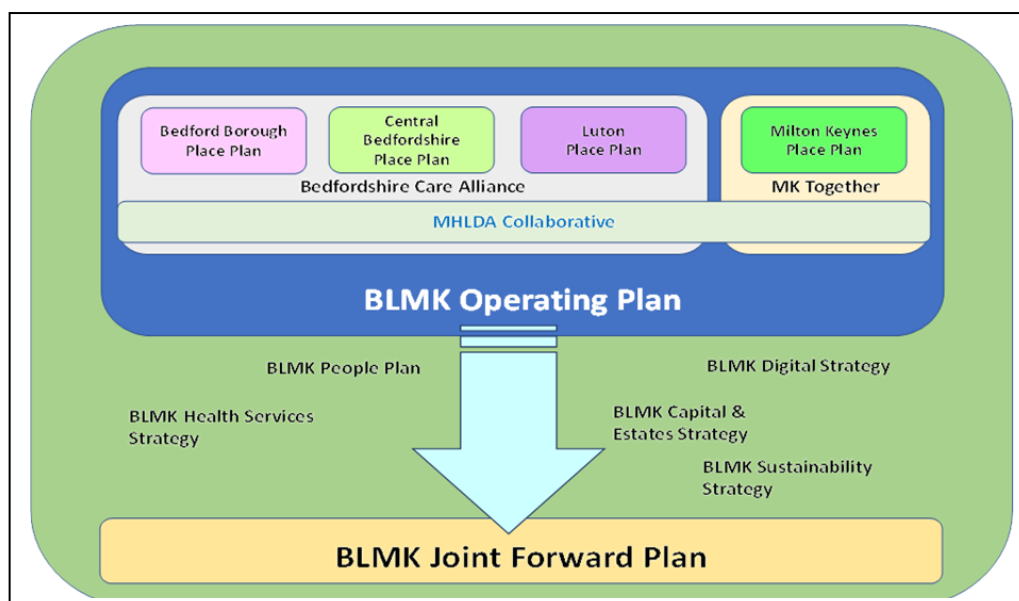 Bedford Borough
Place Plan
Central
Bedfordshire
Place Plan
Luton
Place Plan
Milton Keynes
Place Plan
Bedfordshire Care Alliance
MK Together
MHLDA Collaborative
BLMK Operating Plan
BLMK People Plan
BLMK Digital Strategy
BLMK Health Services
Strategy
BLMK Capital &
Estates Strategy
BLMK Sustainability
Strategy
BLMK Joint Forward Plan